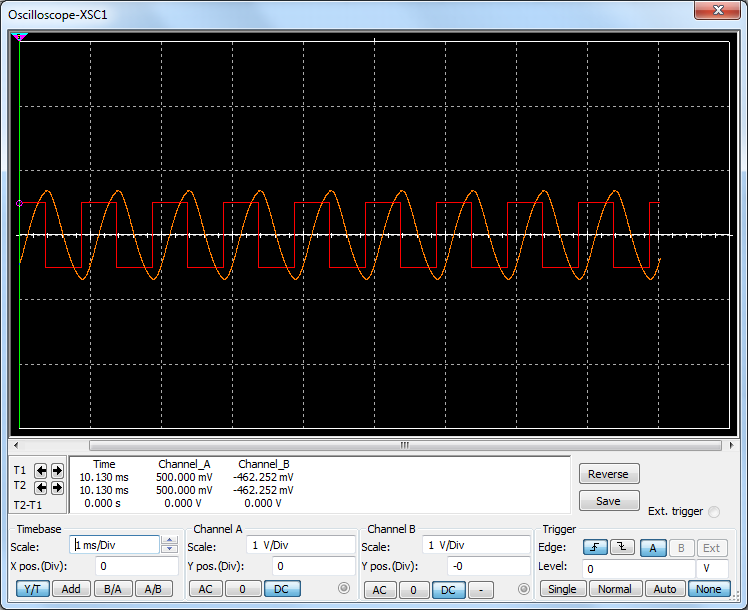 Oscilloscope-XSC1
T1
T2
T2-T1
Time Channel_A Channel_B
10.130 ms 500.000 mV -462.252 mV
10.130 ms 500.000 mV -462.252 mV
0.000 s 0.000 V 0.000 V
Reverse
Save
Ext. trigger
Timebase
Scale: 1 ms/Div
X pos.(Div): 0
Y/T Add B/A A/B
Channel A
Scale: 1 V/Div
Y pos.(Div): 0
AC 0 DC
Channel B
Scale: 1 V/Div
Y pos.(Div): -0
AC 0 DC -
Trigger
Edge: A B Ext
Level: 0 V
Single Normal Auto None